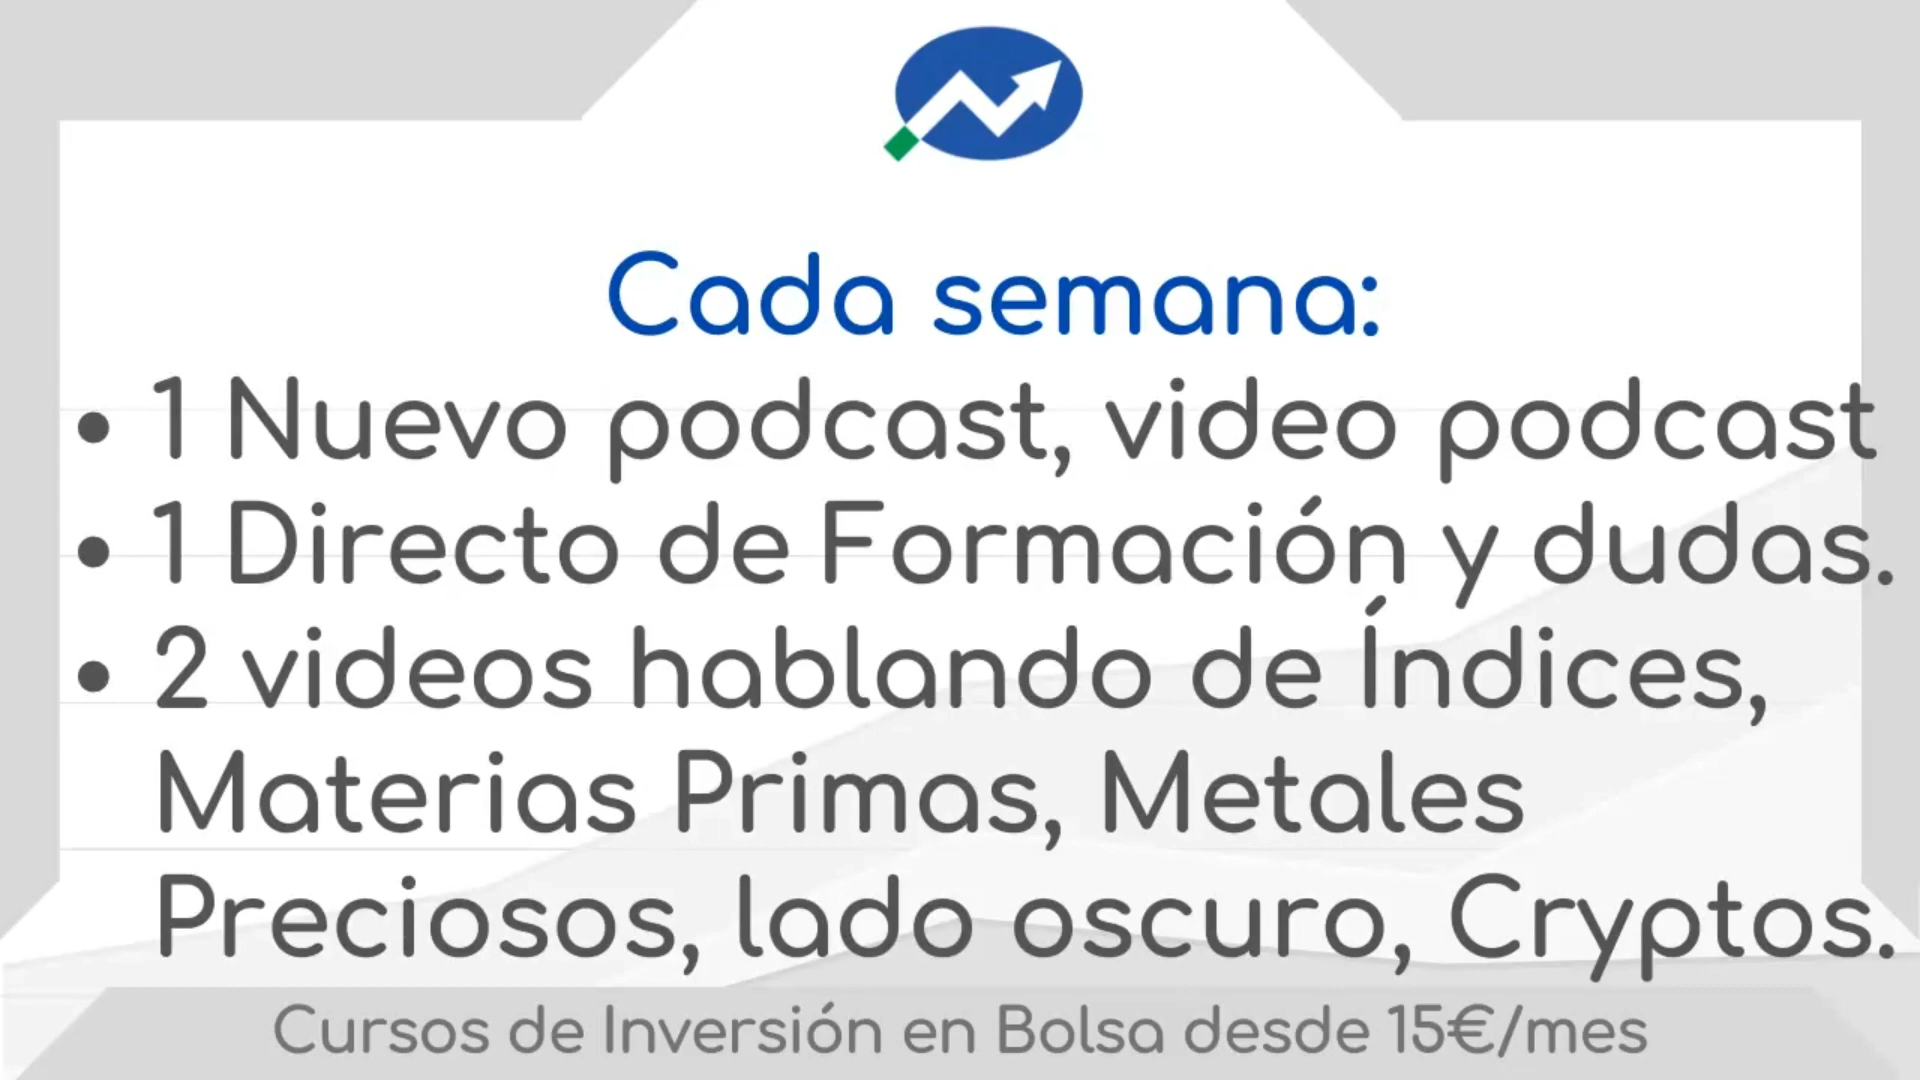 Cada semana:
• 1 Nuevo podcast, video podcast
• 1 Directo de Formación y dudas.
• 2 videos hablando de Índices,
Materias Primas, Metales
Preciosos, lado oscuro, Cryptos.
Cursos de Inversión en Bolsa desde 15€/mes